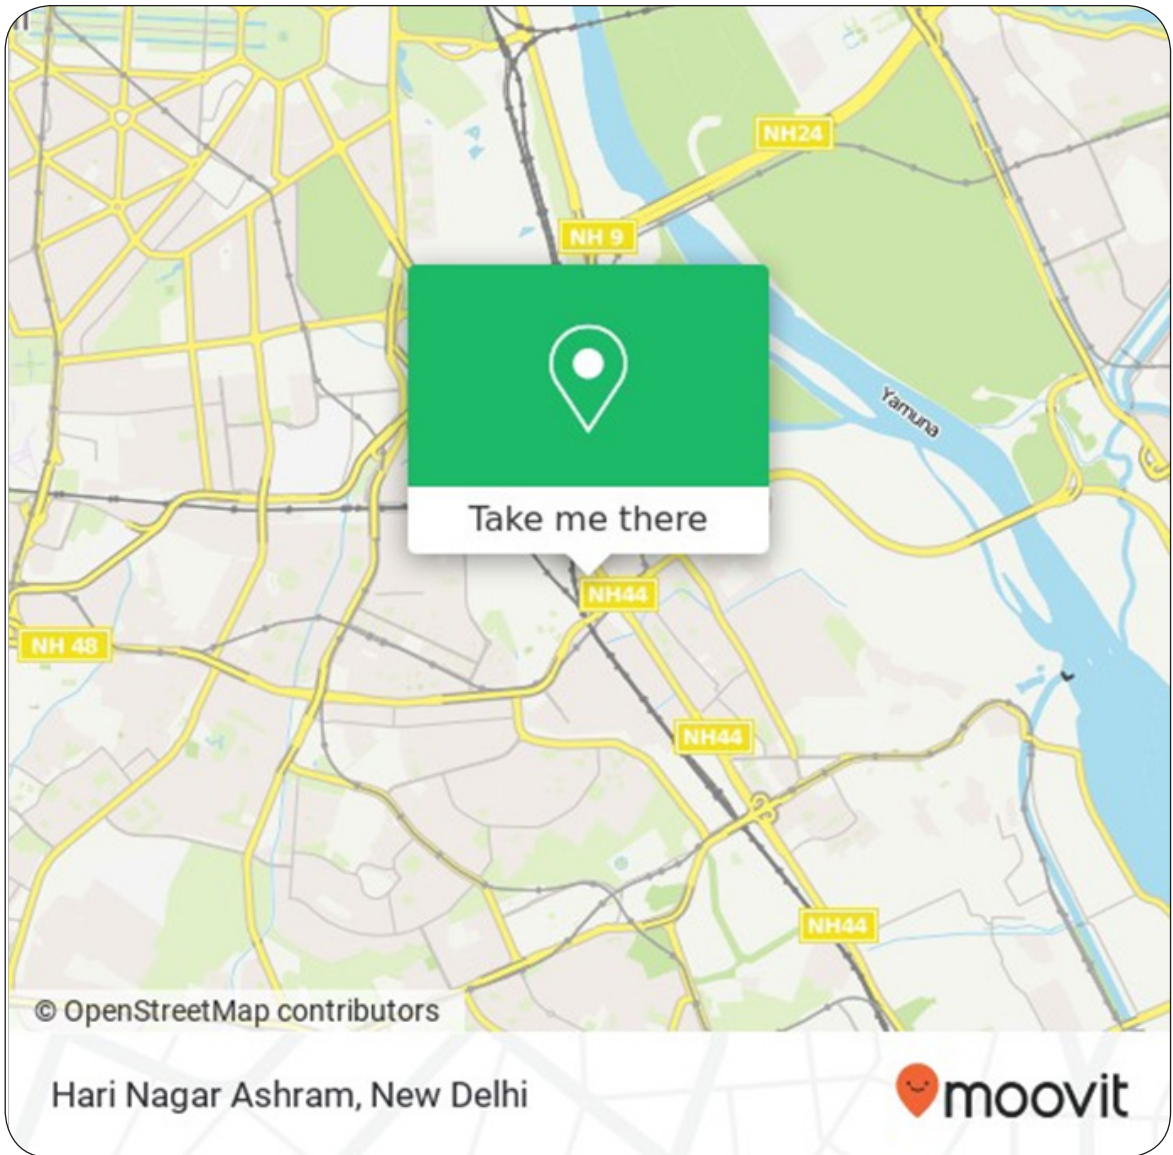 NH24
NH 9
Yamuna
Take me there
NH44
NH 48
NH44
NH44
© OpenStreetMap contributors
Hari Nagar Ashram, New Delhi
moovit